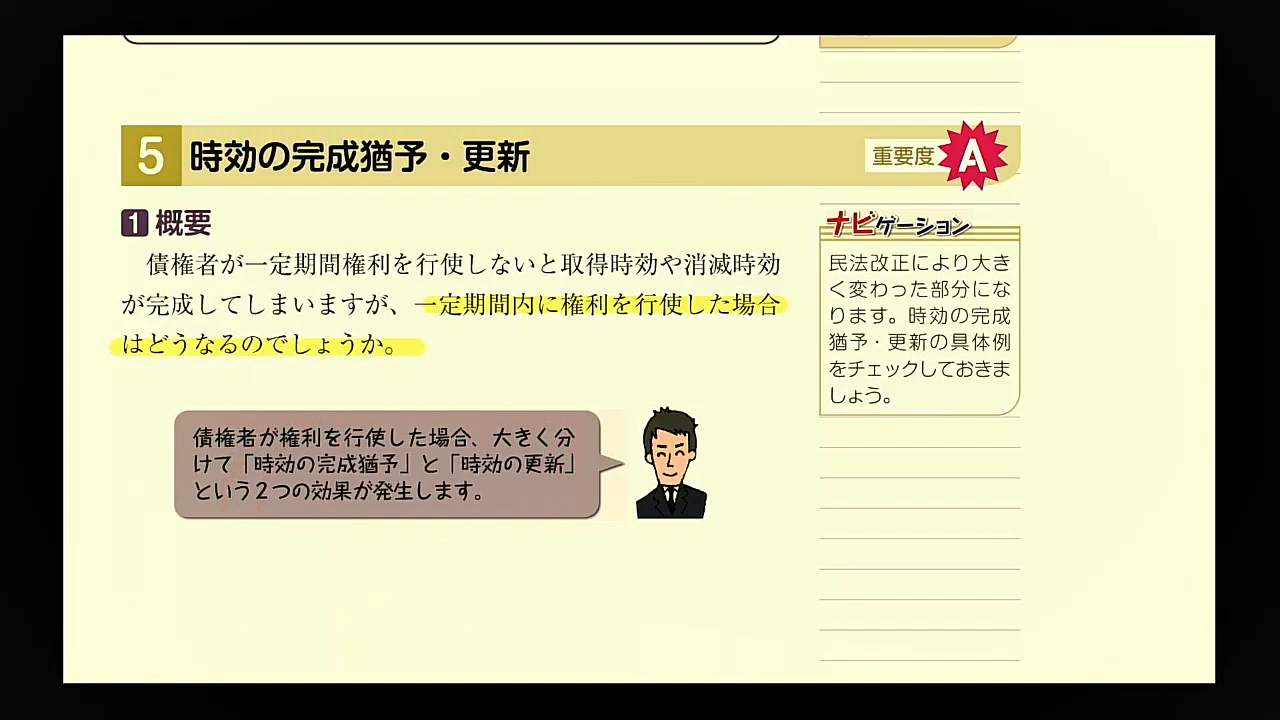 5 時効の完成猶予・更新
重要度 A
1 概要
債権者が一定期間権利を行使しないと取得時効や消滅時効
が完成してしまいますが、一定期間内に権利を行使した場合
はどうなるのでしょうか。
債権者が権利を行使した場合、大きく分
けて「時効の完成猶予」と「時効の更新」
という2つの効果が発生します。
ナビゲーション
民法改正により大き
く変わった部分にな
ります。時効の完成
猶予・更新の具体例
をチェックしておきま
しょう。